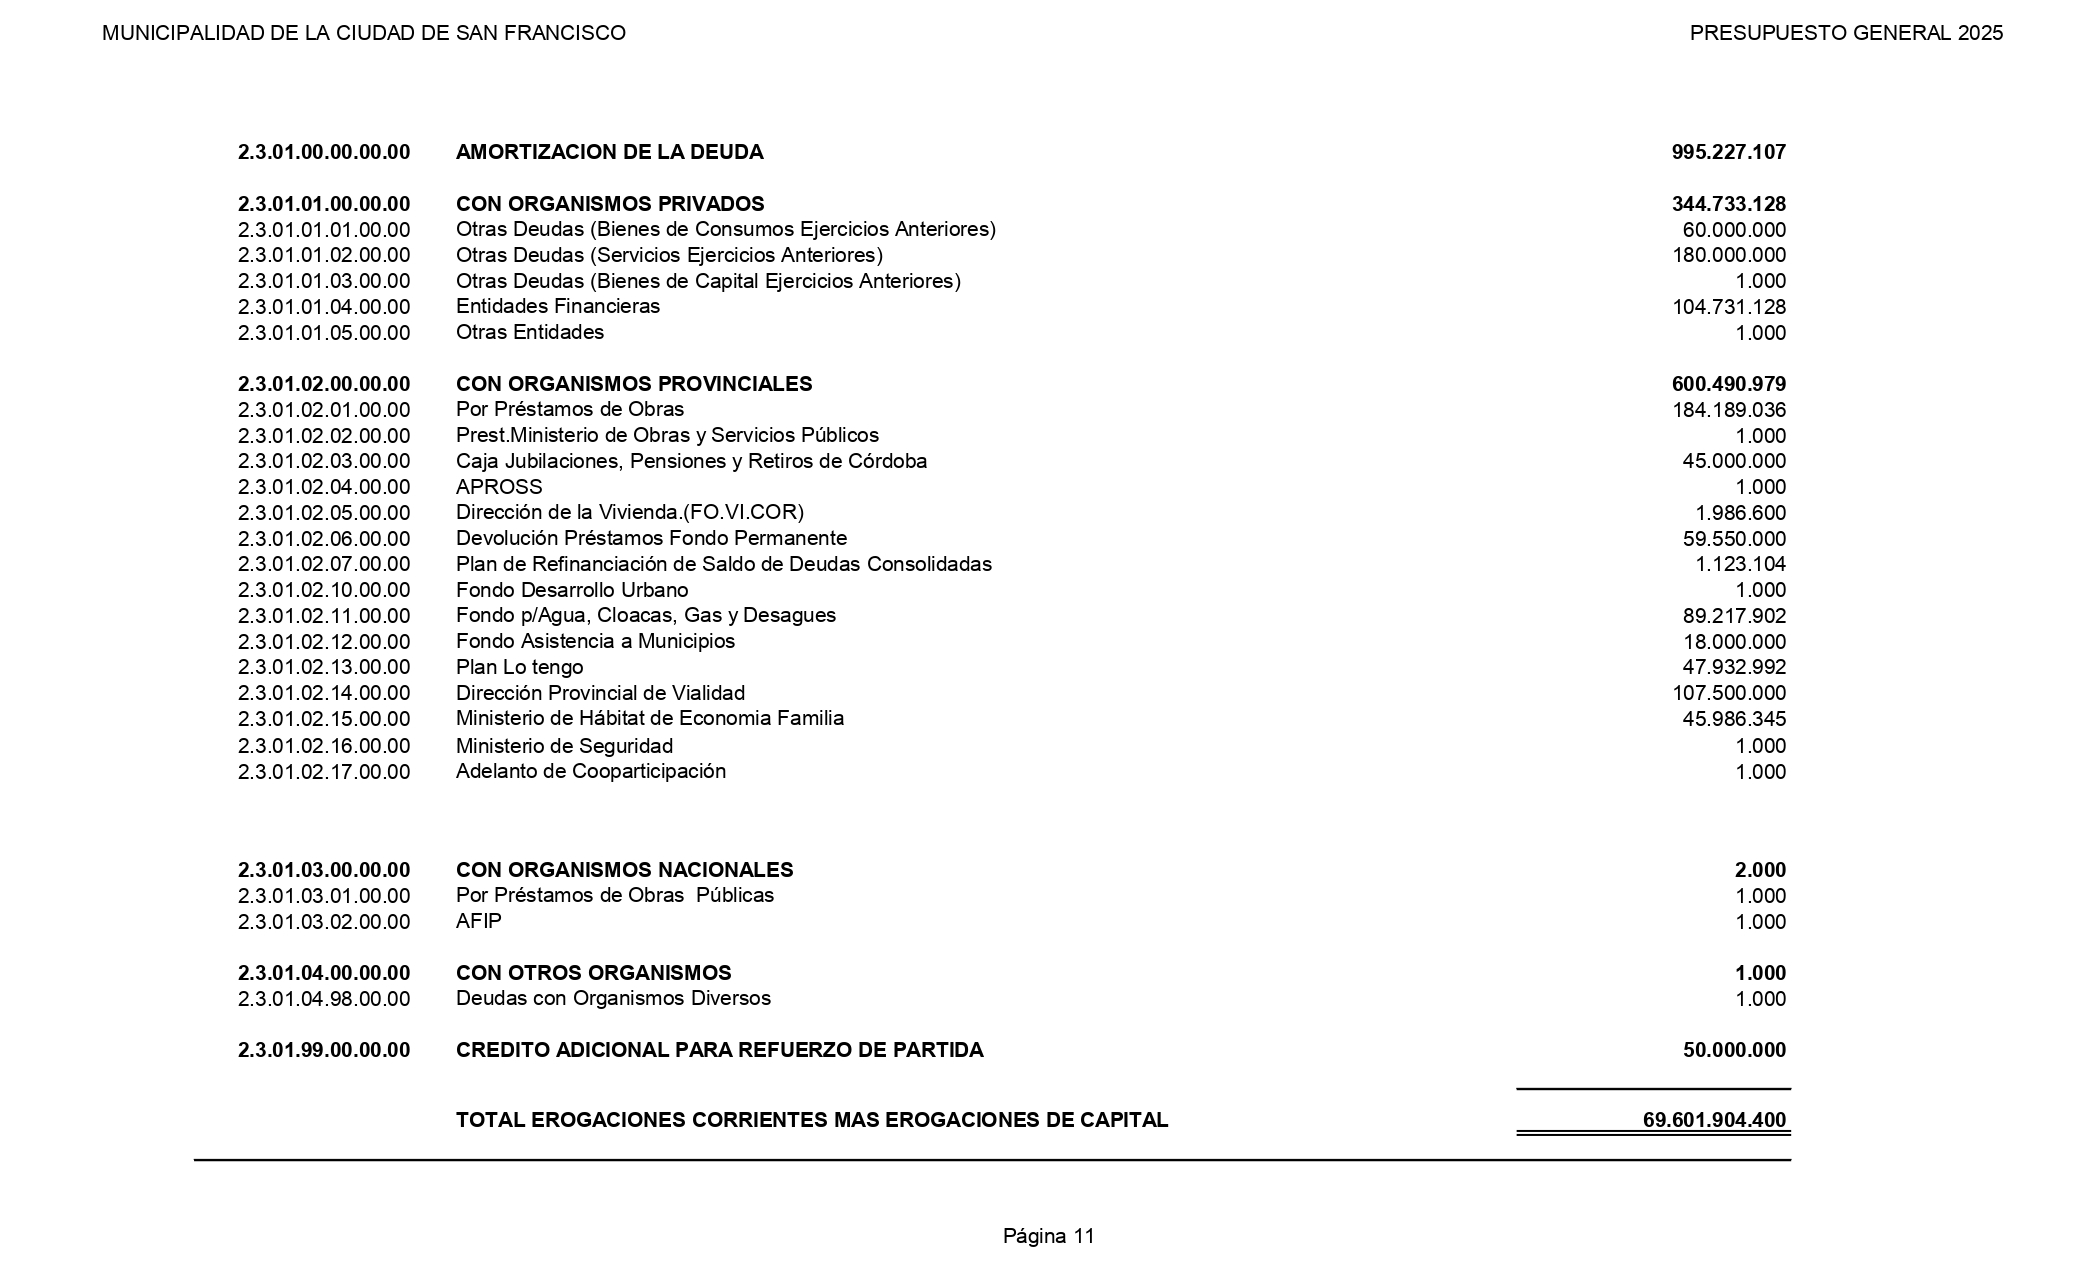 MUNICIPALIDAD DE LA CIUDAD DE SAN FRANCISCO PRESUPUESTO GENERAL 2025
2.3.01.00.00.00.00 AMORTIZACION DE LA DEUDA 995.227.107
2.3.01.01.00.00.00 CON ORGANISMOS PRIVADOS 344.733.128
2.3.01.01.01.00.00 Otras Deudas (Bienes de Consumos Ejercicios Anteriores) 60.000.000
2.3.01.01.02.00.00 Otras Deudas (Servicios Ejercicios Anteriores) 180.000.000
2.3.01.01.03.00.00 Otras Deudas (Bienes de Capital Ejercicios Anteriores) 1.000
2.3.01.01.04.00.00 Entidades Financieras 104.731.128
2.3.01.01.05.00.00 Otras Entidades 1.000
2.3.01.02.00.00.00 CON ORGANISMOS PROVINCIALES 600.490.979
2.3.01.02.01.00.00 Por Préstamos de Obras 184.189.036
2.3.01.02.02.00.00 Prest.Ministerio de Obras y Servicios Públicos 1.000
2.3.01.02.03.00.00 Caja Jubilaciones, Pensiones y Retiros de Córdoba 45.000.000
2.3.01.02.04.00.00 APROSS 1.000
2.3.01.02.05.00.00 Dirección de la Vivienda.(FO.VI.COR) 1.986.600
2.3.01.02.06.00.00 Devolución Préstamos Fondo Permanente 59.550.000
2.3.01.02.07.00.00 Plan de Refinanciación de Saldo de Deudas Consolidadas 1.123.104
2.3.01.02.10.00.00 Fondo Desarrollo Urbano 1.000
2.3.01.02.11.00.00 Fondo p/Agua, Cloacas, Gas y Desagues 89.217.902
2.3.01.02.12.00.00 Fondo Asistencia a Municipios 18.000.000
2.3.01.02.13.00.00 Plan Lo tengo 47.932.992
2.3.01.02.14.00.00 Dirección Provincial de Vialidad 107.500.000
2.3.01.02.15.00.00 Ministerio de Hábitat de Economia Familia 45.986.345
2.3.01.02.16.00.00 Ministerio de Seguridad 1.000
2.3.01.02.17.00.00 Adelanto de Cooparticipación 1.000
2.3.01.03.00.00.00 CON ORGANISMOS NACIONALES 2.000
2.3.01.03.01.00.00 Por Préstamos de Obras  Públicas 1.000
2.3.01.03.02.00.00 AFIP 1.000
2.3.01.04.00.00.00 CON OTROS ORGANISMOS 1.000
2.3.01.04.98.00.00 Deudas con Organismos Diversos 1.000
2.3.01.99.00.00.00 CREDITO ADICIONAL PARA REFUERZO DE PARTIDA 50.000.000
TOTAL EROGACIONES CORRIENTES MAS EROGACIONES DE CAPITAL 69.601.904.400
Página 11